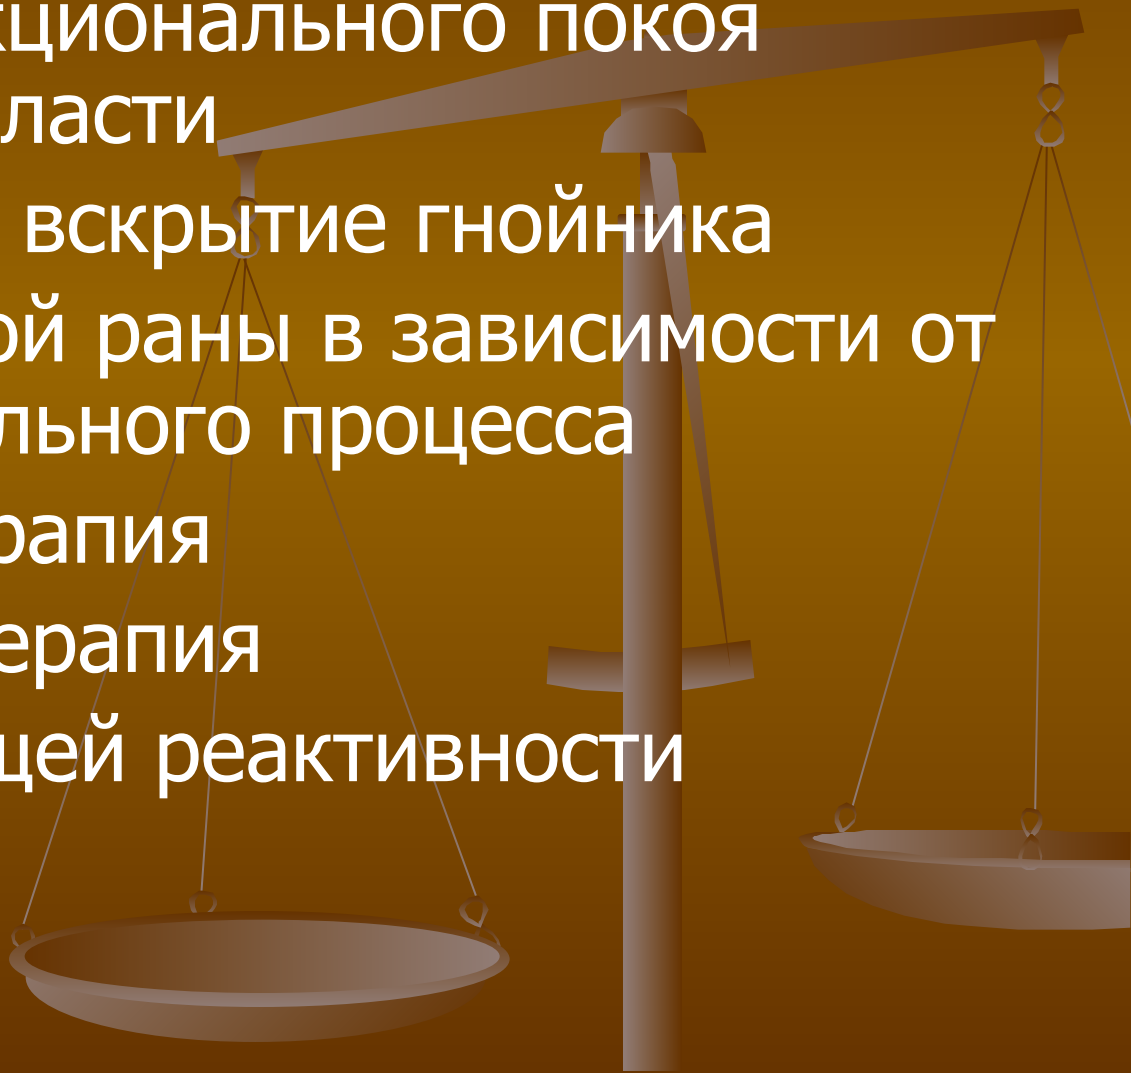 кционального покоя
ласти
вскрытие гнойника
ой раны в зависимости от
льного процесса
рапия
ерапия
щей реактивности